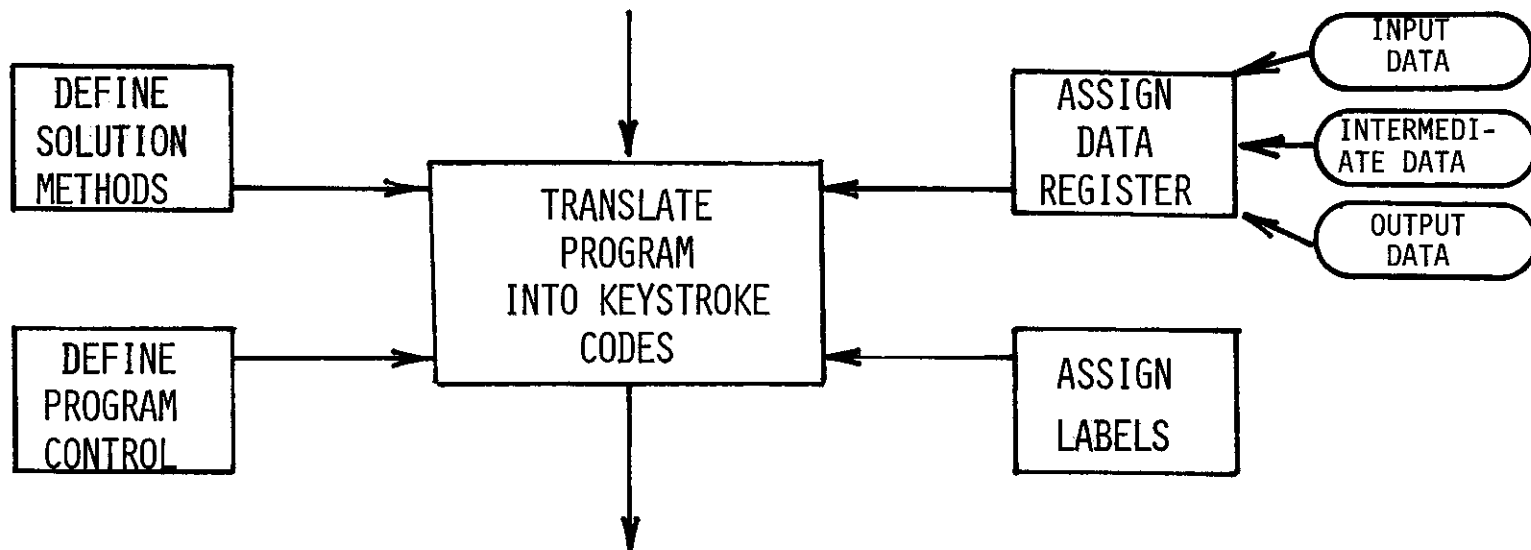 DEFINE
SOLUTION
METHODS
DEFINE
PROGRAM
CONTROL
TRANSLATE
PROGRAM
INTO KEYSTROKE
CODES
ASSIGN
DATA
REGISTER
ASSIGN
LABELS
INPUT
DATA
INTERMEDI-
ATE DATA
OUTPUT
DATA